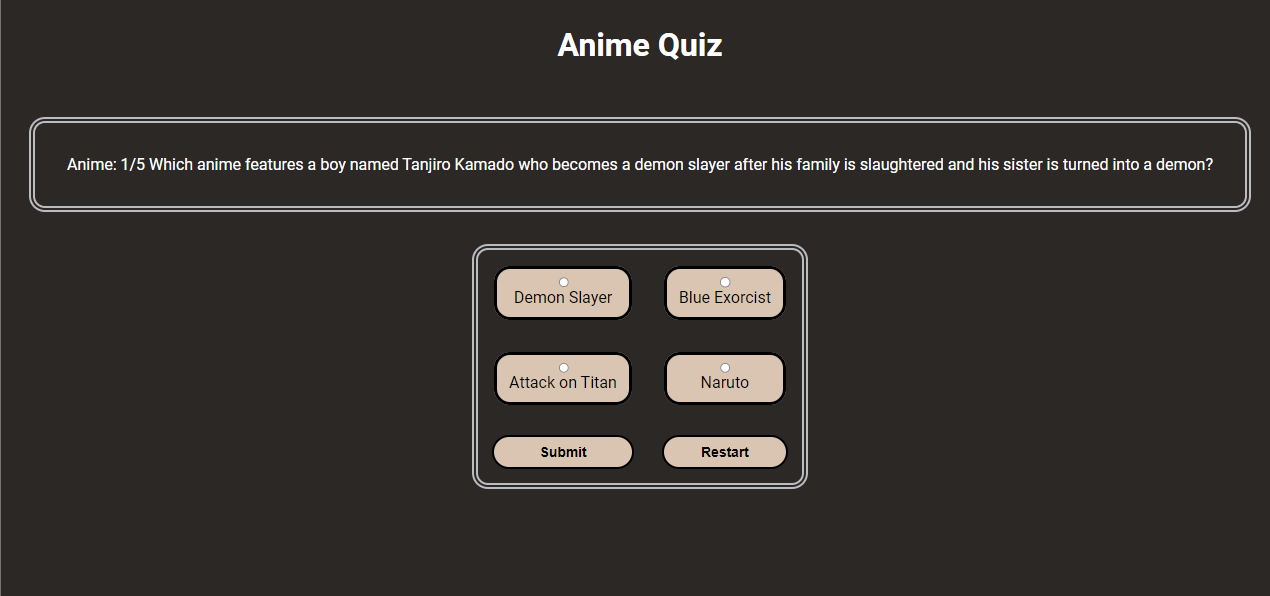 Anime Quiz
Anime: 1/5 Which anime features a boy named Tanjiro Kamado who becomes a demon slayer after his family is slaughtered and his sister is turned into a demon?
Demon Slayer
Blue Exorcist
Attack on Titan
Naruto
Submit
Restart